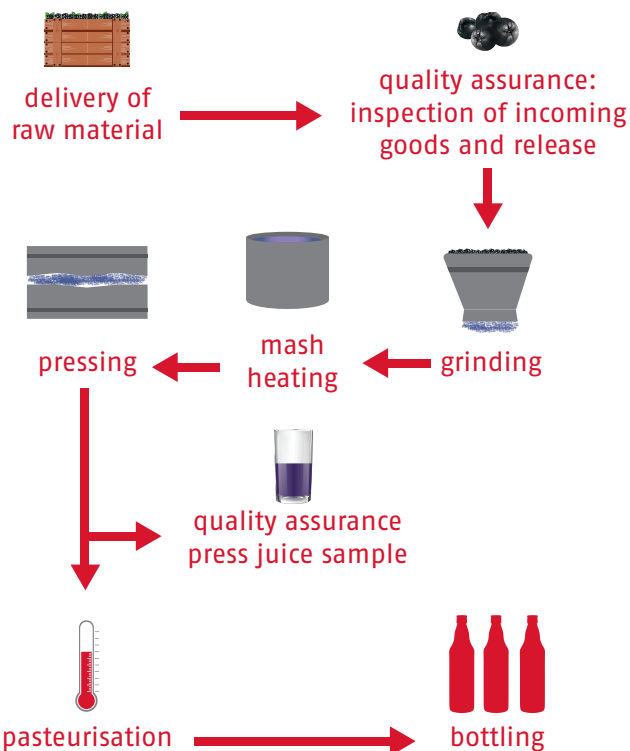 delivery of
raw material
quality assurance:
inspection of incoming
goods and release
grinding
mash
heating
pressing
quality assurance
press juice sample
pasteurisation
bottling